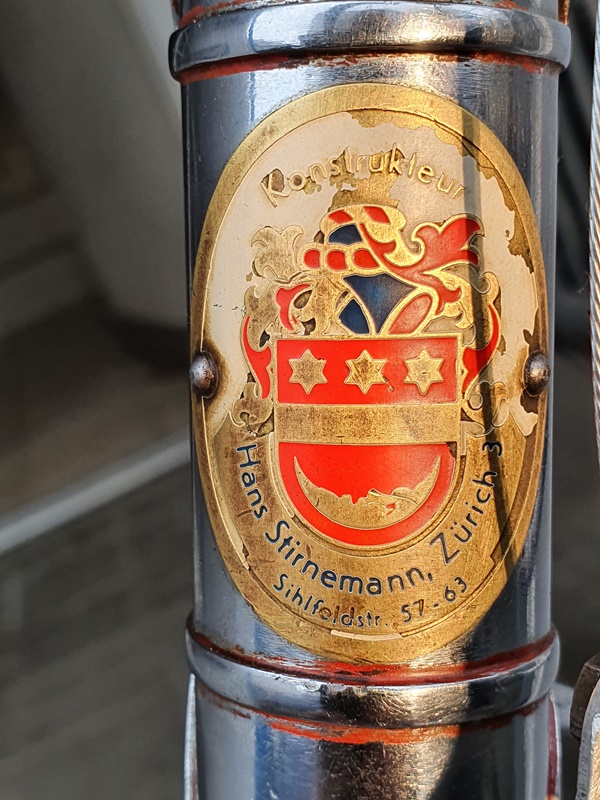 Konstrukteur
Hans Stirnemann, Zürich 3
Sihlfeldstr. 57-63